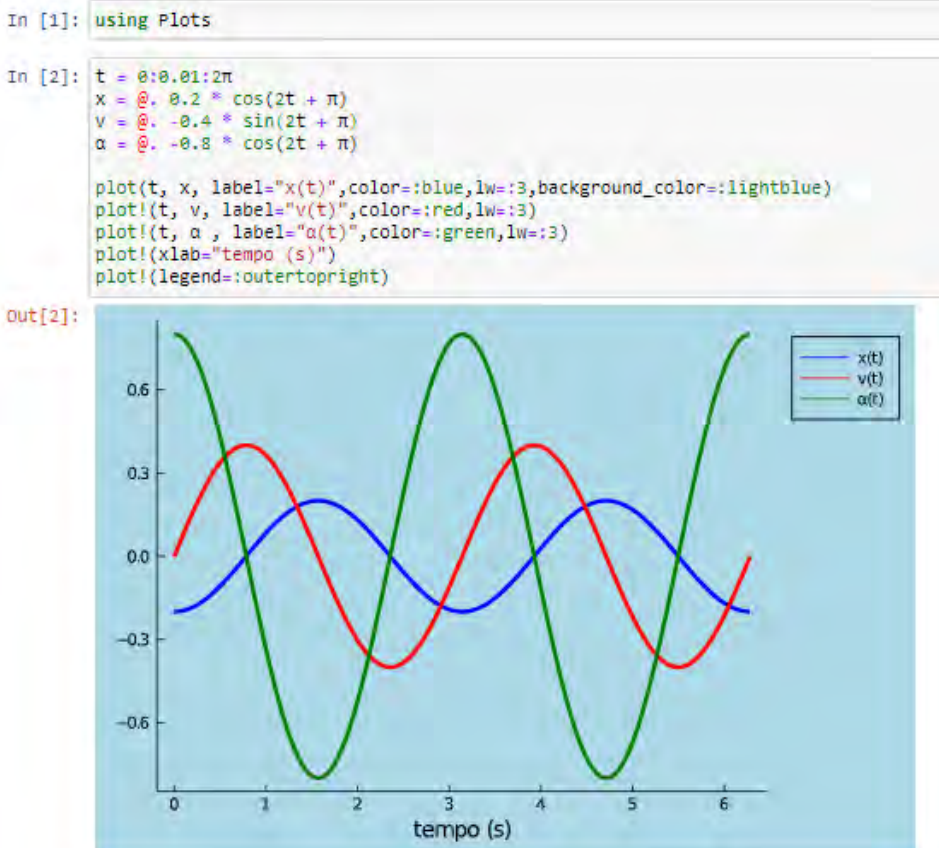 In [1]: using Plots
In [2]: t = 0:0.01:2π
x = @. 0.2 * cos(2t + π)
v = @. -0.4 * sin(2t + π)
α = @. -0.8 * cos(2t + π)
plot(t, x, label="x(t)",color=:blue,lw=:3,background_color=:lightblue)
plot!(t, v, label="v(t)",color=:red,lw=:3)
plot!(t, α , label="α(t)",color=:green,lw=:3)
plot!(xlab="tempo (s)")
plot!(legend=:outertopright)
Out[2]:
x(t)
v(t)
α(t)
0.6
0.3
0.0
−0.3
−0.6
0 1 2 3 4 5 6
tempo (s)